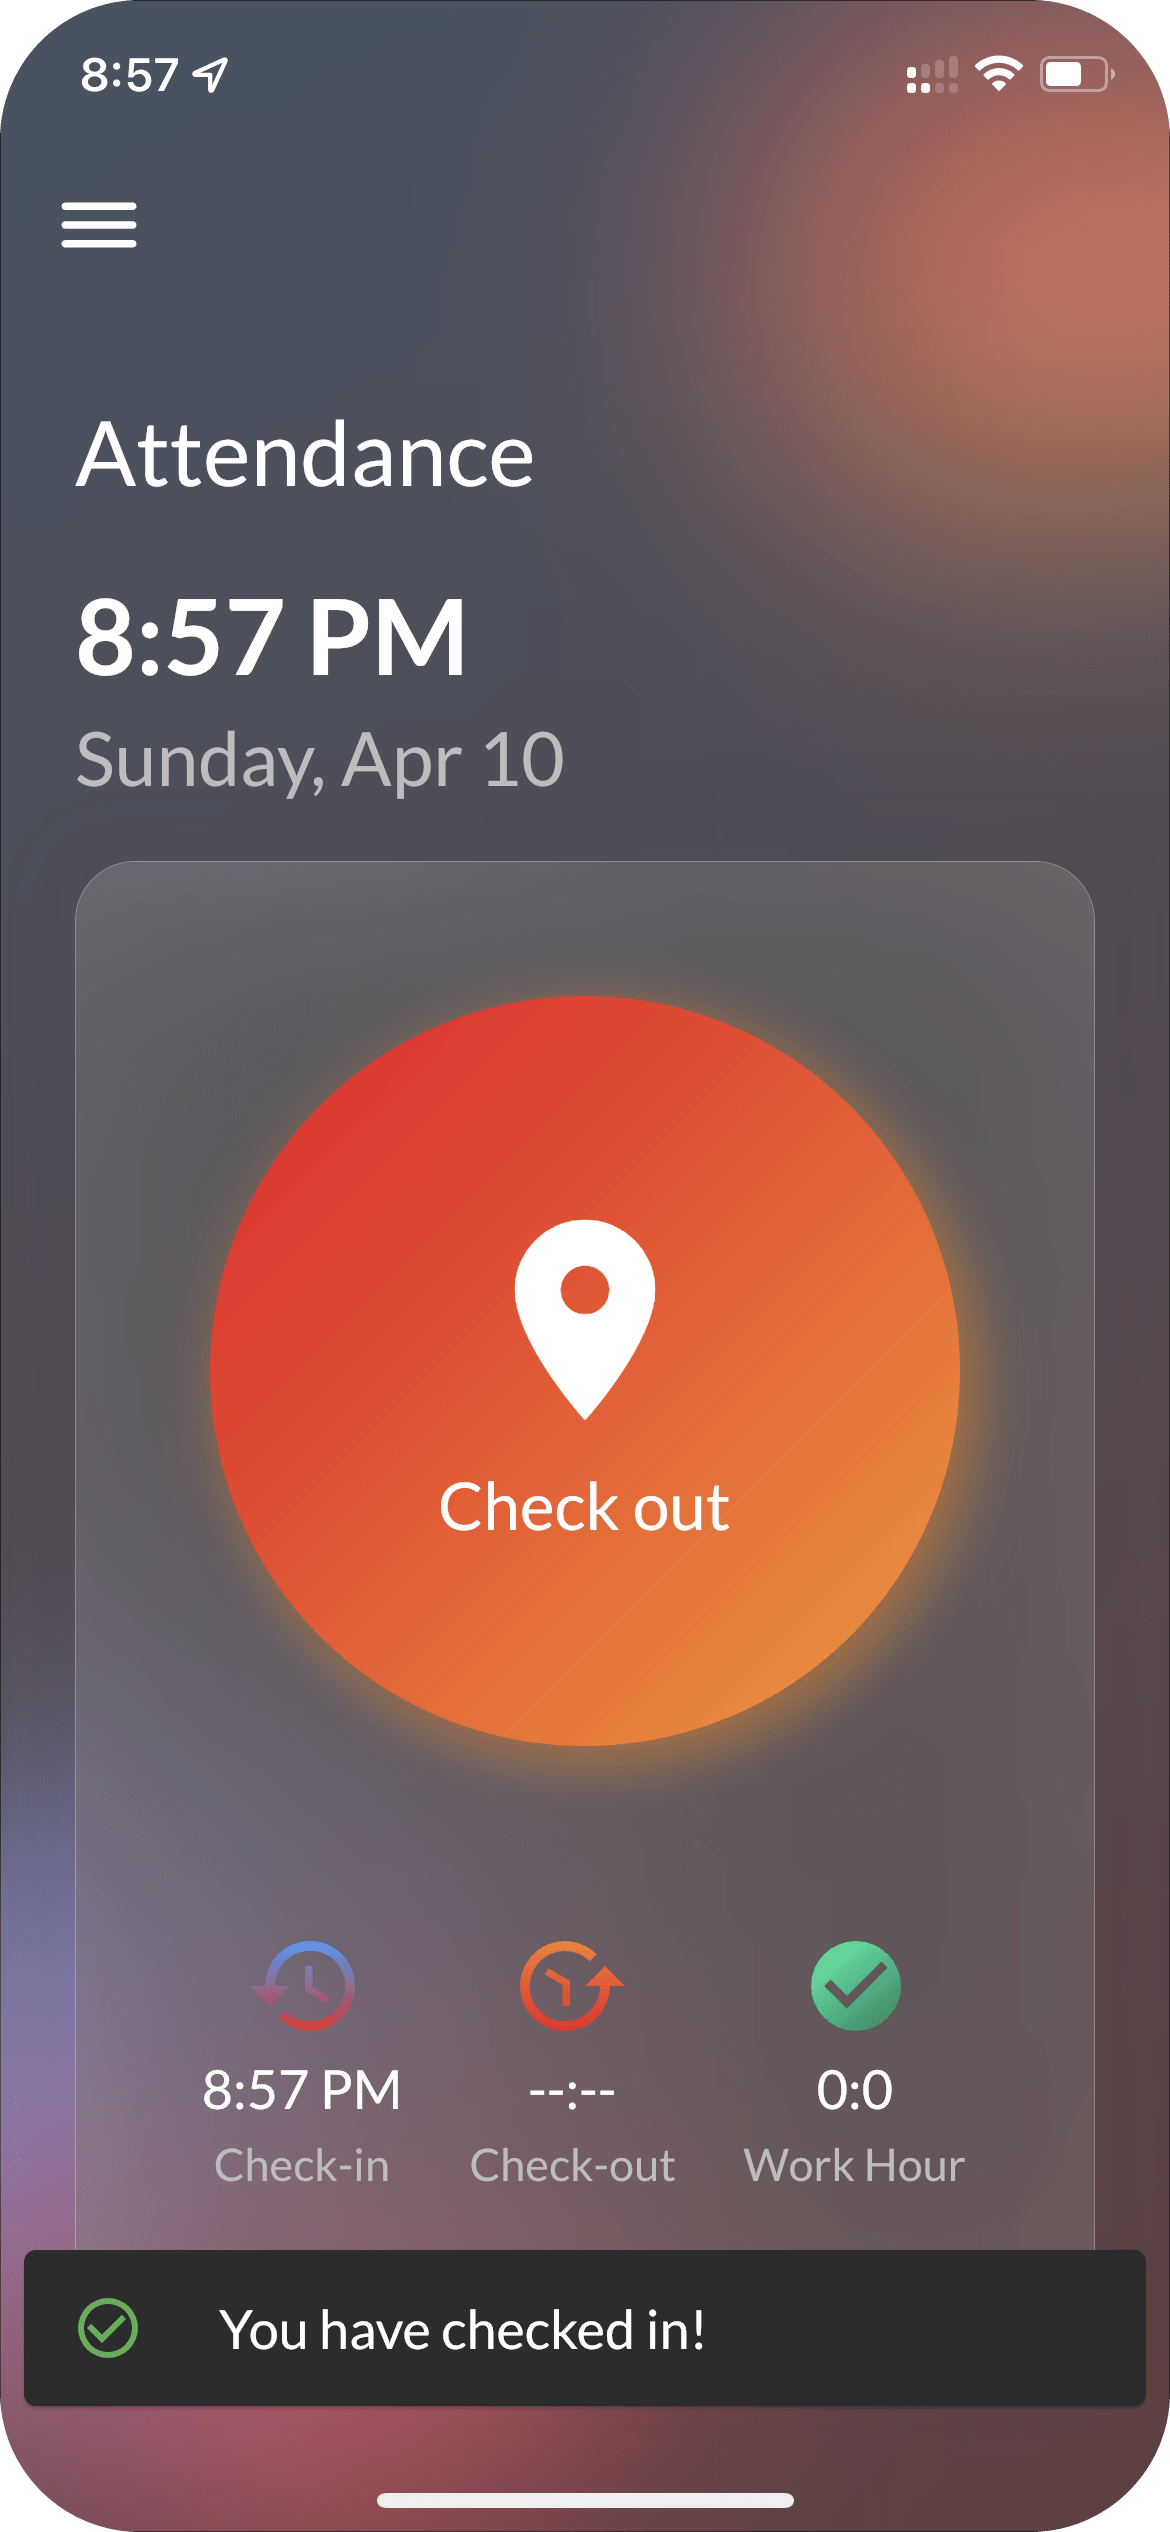 8:57
Attendance
8:57 PM
Sunday, Apr 10
Check out
8:57 PM --:-- 0:0
Check-in Check-out Work Hour
You have checked in!